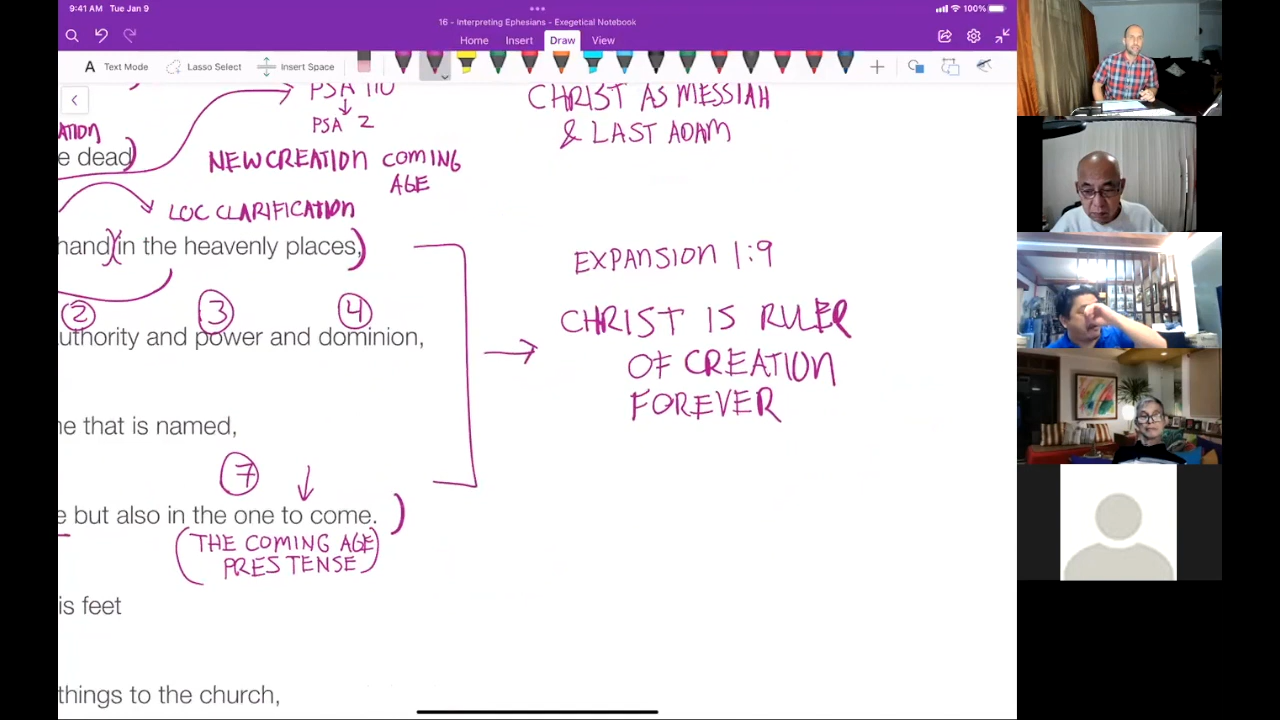 9:41 AM Tue Jan 9
100%
16 - Interpreting Ephesians - Exegetical Notebook
Home Insert Draw View
A Text Mode Lasso Select Insert Space
PSA 110
PSA 2
CHRIST AS MESSIAH
& LAST ADAM
ATION
e dead)
NEW CREATION COMING
AGE
LOC CLARIFICATION
hand)(in the heavenly places,)
EXPANSION 1:9
2 3 4
uthority and power and dominion,
CHRIST IS RULER
OF CREATION
FOREVER
me that is named,
7
e but also in the one to come. )
(THE COMING AGE
PRES TENSE)
is feet
things to the church,